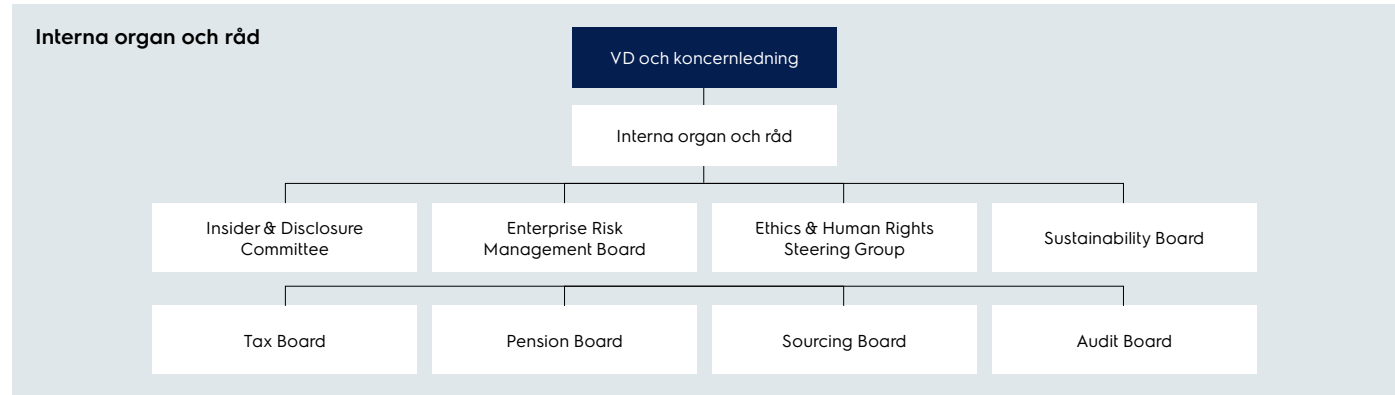 Interna organ och råd
VD och koncernledning
Interna organ och råd
Insider & Disclosure
Committee
Enterprise Risk
Management Board
Ethics & Human Rights
Steering Group
Sustainability Board
Tax Board
Pension Board
Sourcing Board
Audit Board